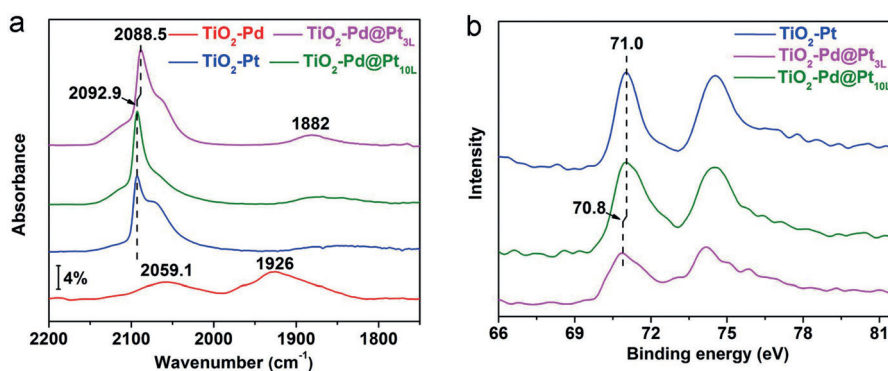 a
2088.5
TiO2-Pd
TiO2-Pd@Pt3L
TiO2-Pt
TiO2-Pd@Pt10L
2092.9
1882
4%
2059.1
1926
Absorbance
2200 2100 2000 1900 1800
Wavenumber (cm-1)
b
71.0
TiO2-Pt
TiO2-Pd@Pt3L
TiO2-Pd@Pt10L
70.8
Intensity
66 69 72 75 78 81
Binding energy (eV)